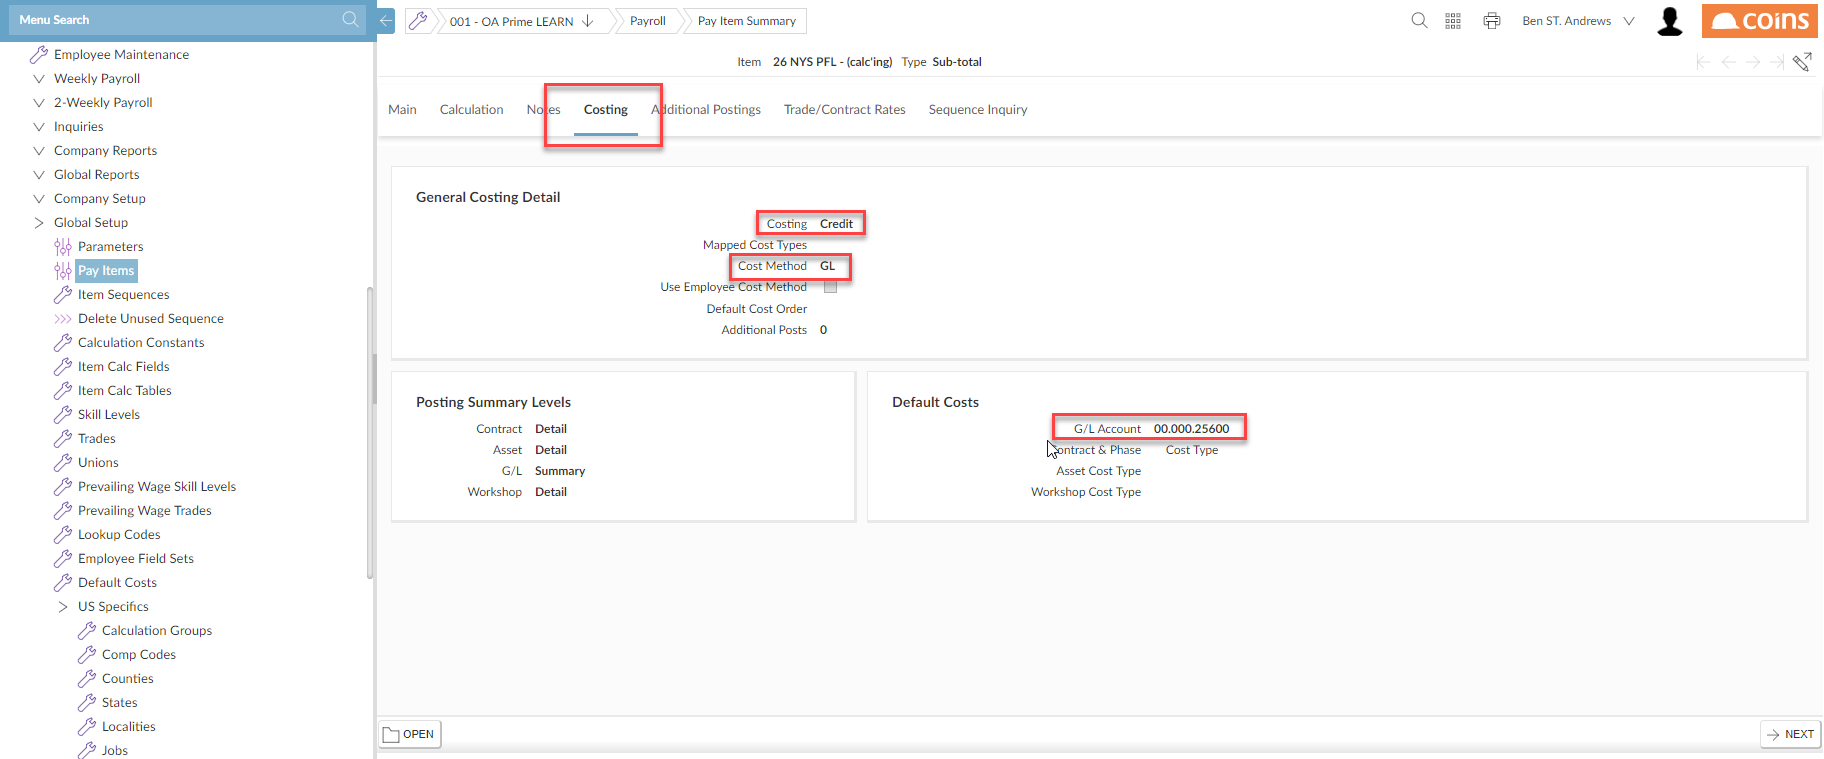 Menu Search
001 - OA Prime LEARN
Payroll
Pay Item Summary
Ben ST. Andrews
COINS
Item 26 NYS PFL - (calc'ing) Type Sub-total
Main Calculation Notes Costing Additional Postings Trade/Contract Rates Sequence Inquiry
Employee Maintenance
Weekly Payroll
2-Weekly Payroll
Inquiries
Company Reports
Global Reports
Company Setup
Global Setup
Parameters
Pay Items
Item Sequences
Delete Unused Sequence
Calculation Constants
Item Calc Fields
Item Calc Tables
Skill Levels
Trades
Unions
Prevailing Wage Skill Levels
Prevailing Wage Trades
Lookup Codes
Employee Field Sets
Default Costs
US Specifics
Calculation Groups
Comp Codes
Counties
States
Localities
Jobs
General Costing Detail
Costing Credit
Mapped Cost Types
Cost Method GL
Use Employee Cost Method
Default Cost Order
Additional Posts 0
Posting Summary Levels
Contract Detail
Asset Detail
G/L Summary
Workshop Detail
Default Costs
G/L Account 00.000.25600
Contract & Phase Cost Type
Asset Cost Type
Workshop Cost Type
OPEN
NEXT